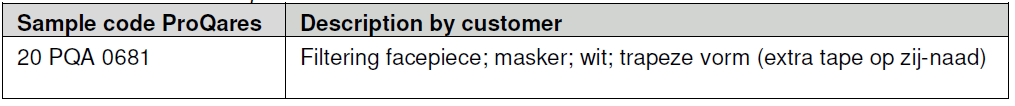 Sample code ProQares Description by customer
20 PQA 0681 Filtering facepiece; masker; wit; trapeze vorm (extra tape op zij-naad)